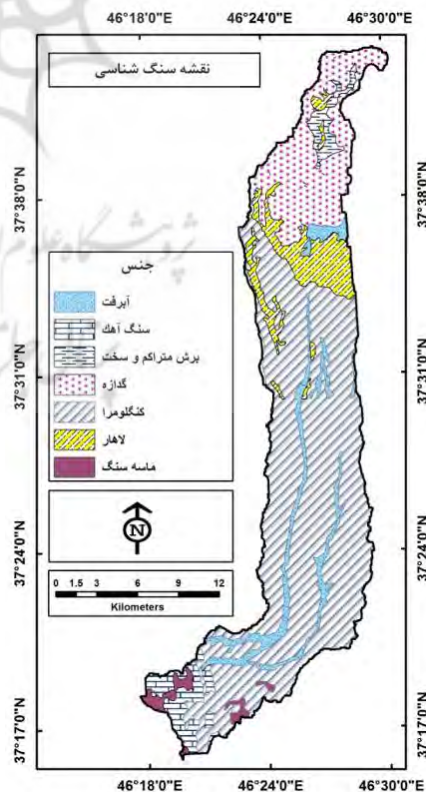 46°18'0"E 46°24'0"E 46°30'0"E
نقشه سنگ شناسی
37°38'0"N 37°38'0"N
جنس
آبرفت
سنگ آهک
برش متراکم و سخت
گدازه
کنگلومرا
لاهار
ماسه سنگ
37°31'0"N 37°31'0"N
N
0 1.5 3 6 9 12
Kilometers
37°24'0"N 37°24'0"N
37°17'0"N 37°17'0"N
46°18'0"E 46°24'0"E 46°30'0"E